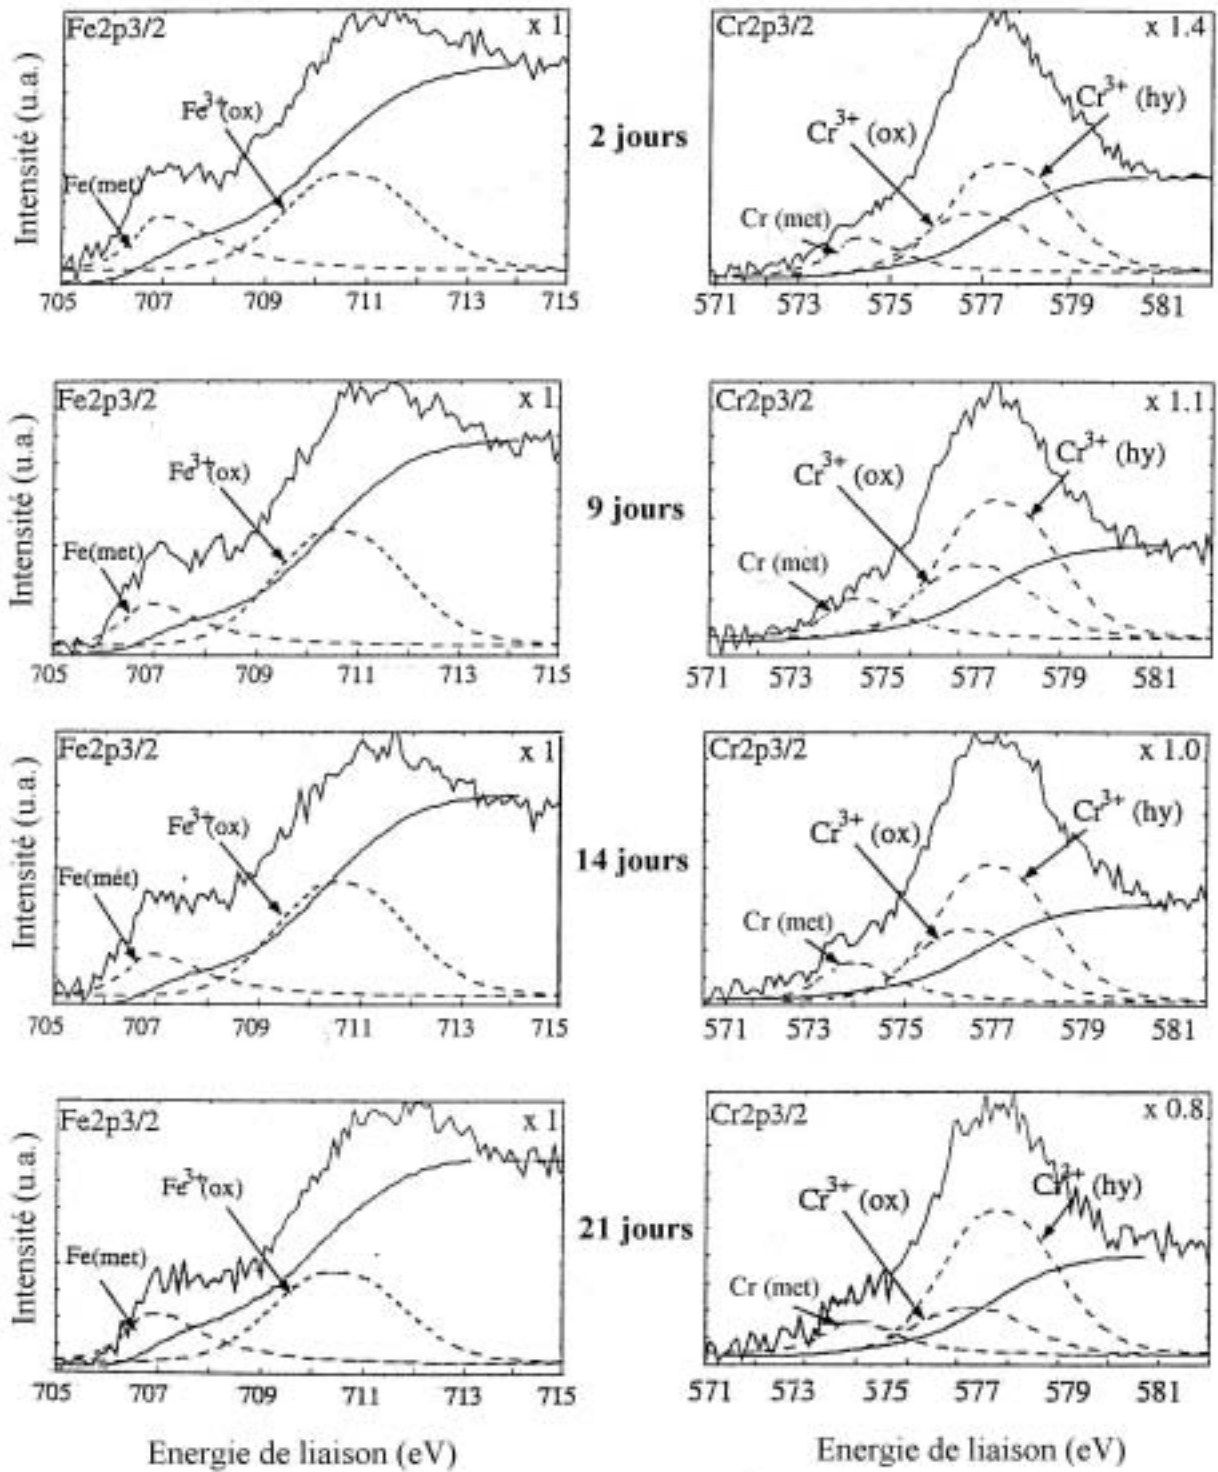 Fe2p3/2 x 1
Intensité (u.a.)
Fe³⁺(ox)
Fe(met)
705 707 709 711 713 715
2 jours
Cr2p3/2 x 1.4
Cr³⁺ (hy)
Cr³⁺ (ox)
Cr (met)
571 573 575 577 579 581
Fe2p3/2 x 1
Intensité (u.a.)
Fe³⁺(ox)
Fe(met)
705 707 709 711 713 715
9 jours
Cr2p3/2 x 1.1
Cr³⁺ (hy)
Cr³⁺ (ox)
Cr (met)
571 573 575 577 579 581
Fe2p3/2 x 1
Intensité (u.a.)
Fe³⁺(ox)
Fe(mét)
705 707 709 711 713 715
14 jours
Cr2p3/2 x 1.0
Cr³⁺ (hy)
Cr³⁺ (ox)
Cr (met)
571 573 575 577 579 581
Fe2p3/2 x 1
Intensité (u.a.)
Fe³⁺(ox)
Fe(met)
705 707 709 711 713 715
21 jours
Cr2p3/2 x 0.8
Cr³⁺ (hy)
Cr³⁺ (ox)
Cr (met)
571 573 575 577 579 581
Energie de liaison (eV)
Energie de liaison (eV)